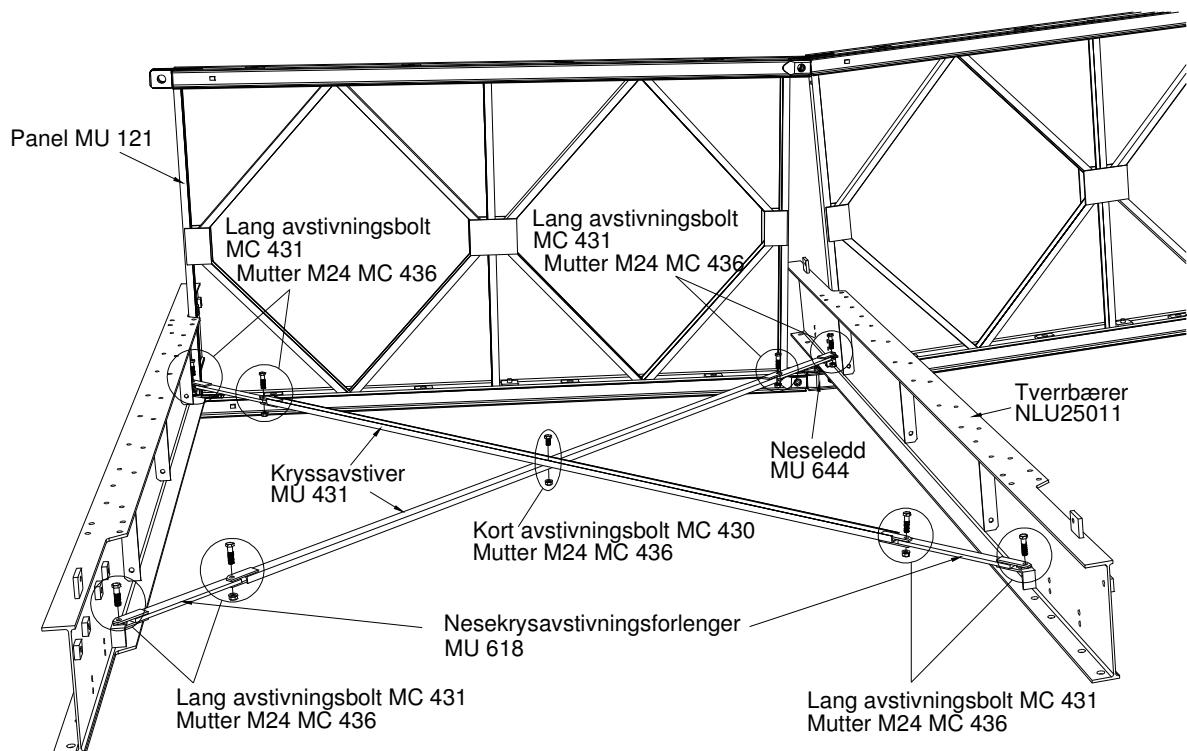 Panel MU 121
Lang avstivningsbolt
MC 431
Mutter M24 MC 436
Lang avstivningsbolt
MC 431
Mutter M24 MC 436
Tverrbærer
NLU25011
Neseledd
MU 644
Kryssavstiver
MU 431
Kort avstivningsbolt MC 430
Mutter M24 MC 436
Nesekrysavstivningsforlenger
MU 618
Lang avstivningsbolt MC 431
Mutter M24 MC 436
Lang avstivningsbolt MC 431
Mutter M24 MC 436